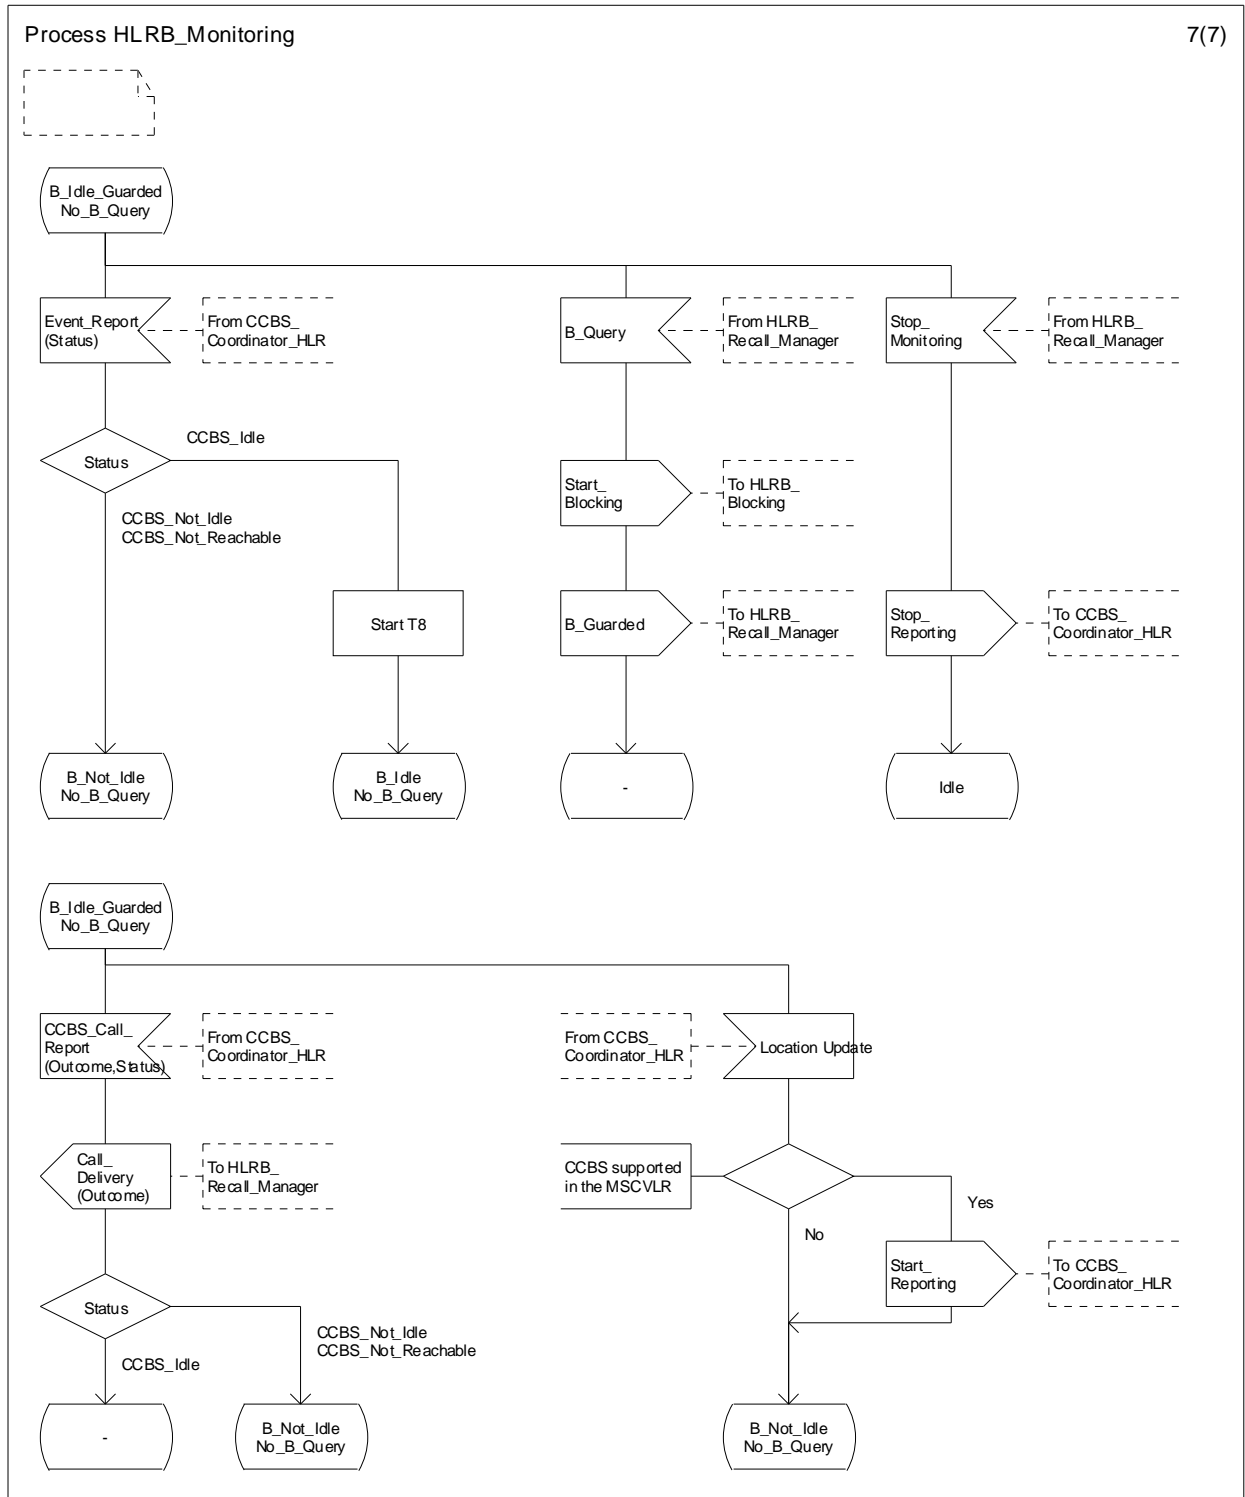 Process HLRB_Monitoring
7(7)
B_Idle_Guarded
No_B_Query
Event_Report
(Status)
From CCBS_
Coordinator_HLR
B_Query
From HLRB_
Recall_Manager
Stop_
Monitoring
From HLRB_
Recall_Manager
Status
CCBS_Idle
CCBS_Not_Idle
CCBS_Not_Reachable
Start_
Blocking
To HLRB_
Blocking
Start T8
B_Guarded
To HLRB_
Recall_Manager
Stop_
Reporting
To CCBS_
Coordinator_HLR
B_Not_Idle
No_B_Query
B_Idle
No_B_Query
-
Idle
B_Idle_Guarded
No_B_Query
CCBS_Call_
Report
(Outcome,Status)
From CCBS_
Coordinator_HLR
From CCBS_
Coordinator_HLR
Location Update
Call_
Delivery
(Outcome)
To HLRB_
Recall_Manager
CCBS supported
in the MSCVLR
Yes
No
Start_
Reporting
To CCBS_
Coordinator_HLR
Status
CCBS_Not_Idle
CCBS_Not_Reachable
CCBS_Idle
-
B_Not_Idle
No_B_Query
B_Not_Idle
No_B_Query